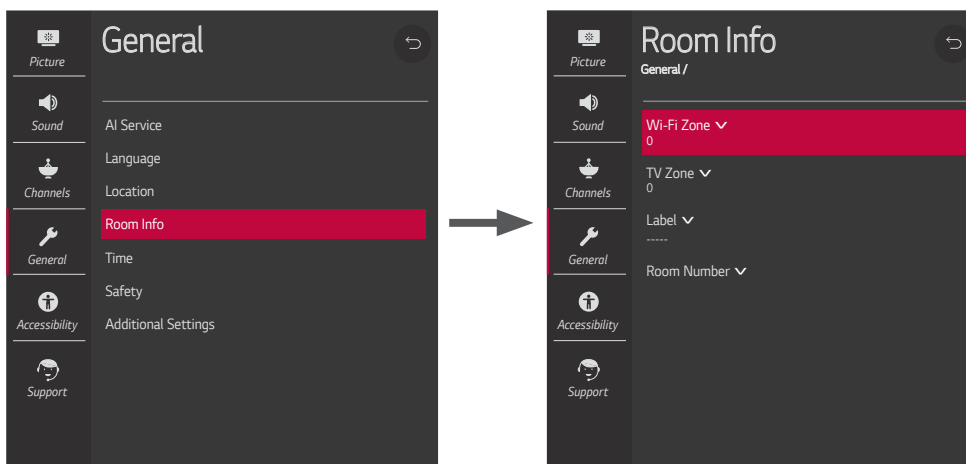 General
Picture
Sound
Channels
General
Accessibility
Support
AI Service
Language
Location
Room Info
Time
Safety
Additional Settings
Room Info
General /
Picture
Sound
Channels
General
Accessibility
Support
Wi-Fi Zone
0
TV Zone
0
Label
-----
Room Number